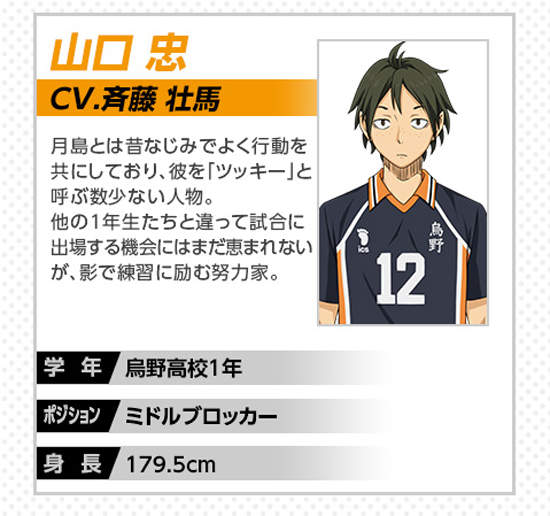 山口 忠
CV.斉藤 壮馬
月島とは昔なじみでよく行動を
共にしており、彼を「ツッキー」と
呼ぶ数少ない人物。
他の1年生たちと違って試合に
出場する機会にはまだ恵まれない
が、影で練習に励む努力家。
烏野
ics
12
学年 烏野高校1年
ポジション ミドルブロッカー
身長 179.5cm